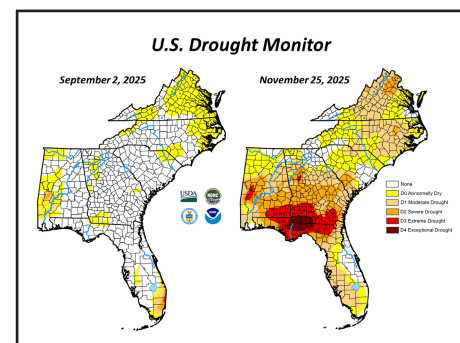 U.S. Drought Monitor
September 2, 2025
November 25, 2025
USDA
None
D0 Abnormally Dry
D1 Moderate Drought
D2 Severe Drought
D3 Extreme Drought
D4 Exceptional Drought